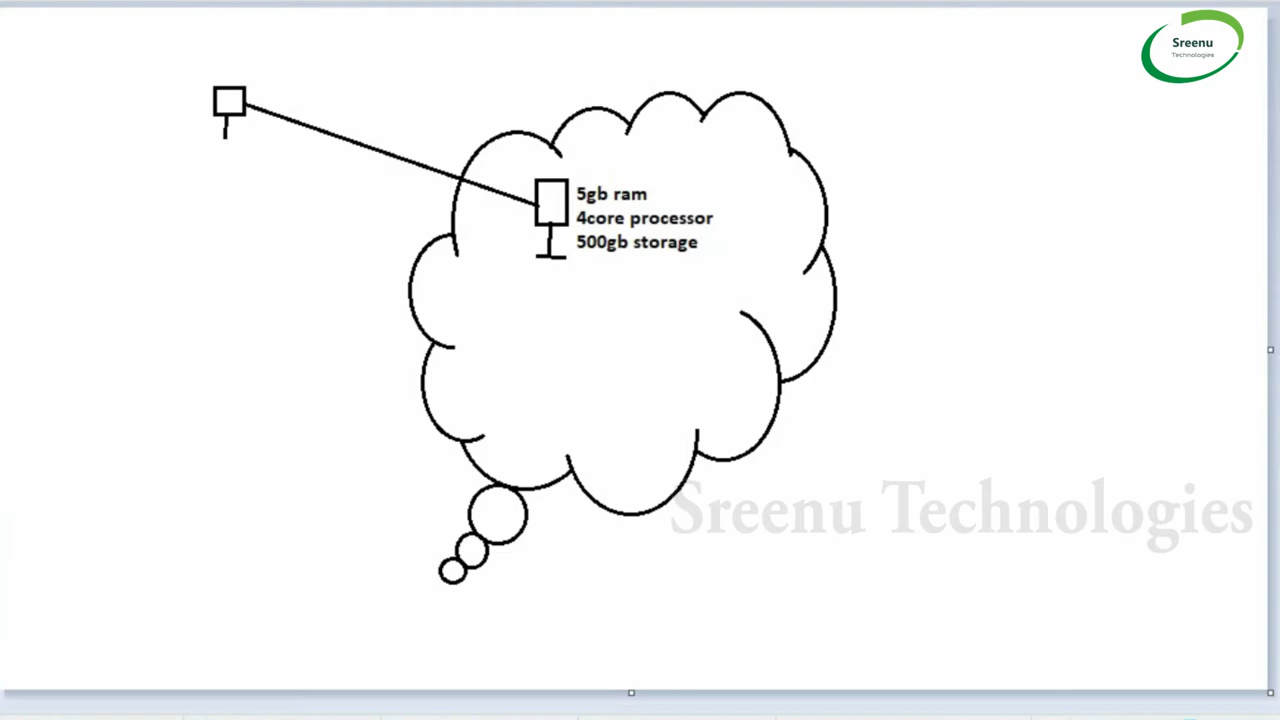 Sreenu
Technologies
5gb ram
4core processor
500gb storage
Sreenu Technologies